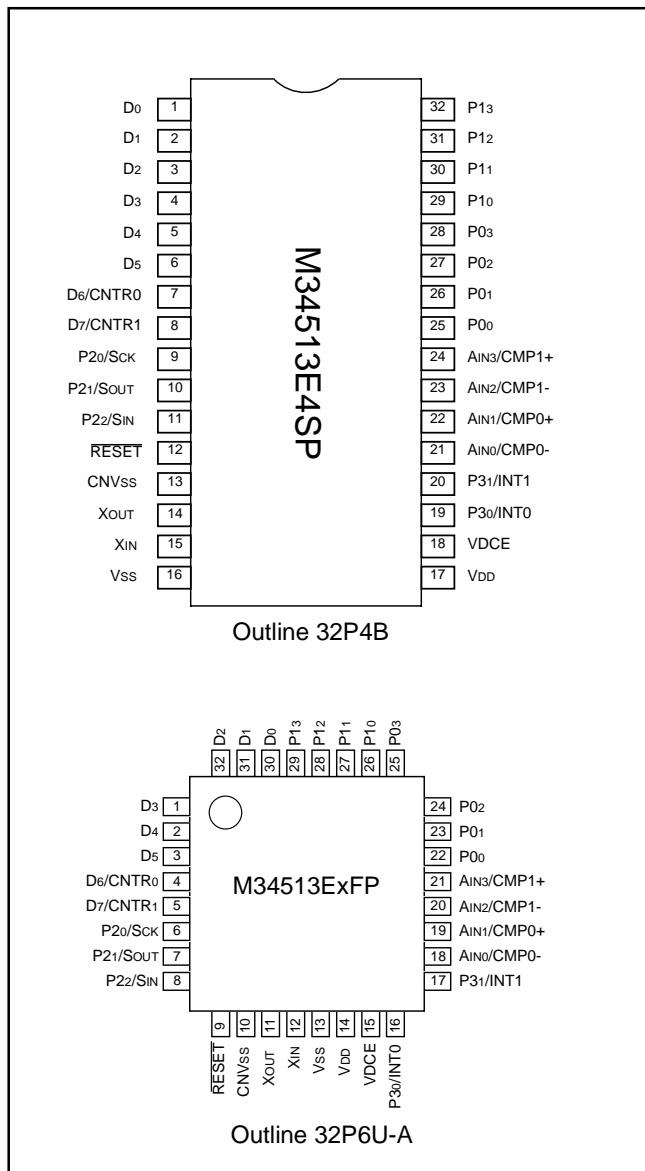 D0 1 32 P13
D1 2 31 P12
D2 3 30 P11
D3 4 29 P10
D4 5 28 P03
D5 6 27 P02
D6/CNTR0 7 26 P01
D7/CNTR1 8 25 P00
P20/SCK 9 24 AIN3/CMP1+
P21/SOUT 10 23 AIN2/CMP1-
P22/SIN 11 22 AIN1/CMP0+
RESET 12 21 AIN0/CMP0-
CNVSS 13 20 P31/INT1
XOUT 14 19 P30/INT0
XIN 15 18 VDCE
VSS 16 17 VDD
M34513E4SP
Outline 32P4B
D2 D1 D0 P13 P12 P11 P10 P03
32 31 30 29 28 27 26 25
D3 1 24 P02
D4 2 23 P01
D5 3 22 P00
D6/CNTR0 4 21 AIN3/CMP1+
D7/CNTR1 5 20 AIN2/CMP1-
P20/SCK 6 19 AIN1/CMP0+
P21/SOUT 7 18 AIN0/CMP0-
P22/SIN 8 17 P31/INT1
M34513ExFP
9 10 11 12 13 14 15 16
RESET CNVSS XOUT XIN VSS VDD VDCE P30/INT0
Outline 32P6U-A